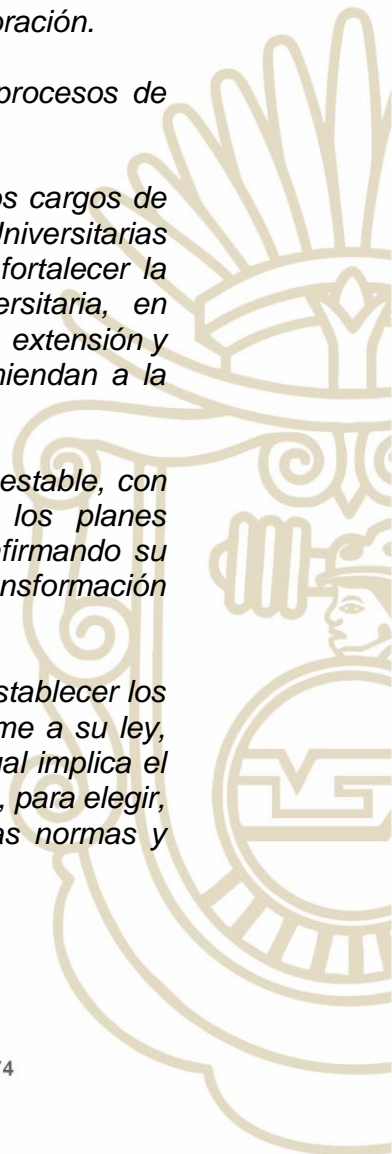 oración.
procesos de
os cargos de
Universitarias
fortalecer la
ersitaria, en
extensión y
miendan a la
estable, con
los planes
afirmando su
ansformación
establecer los
me a su ley,
ual implica el
, para elegir,
as normas y
74